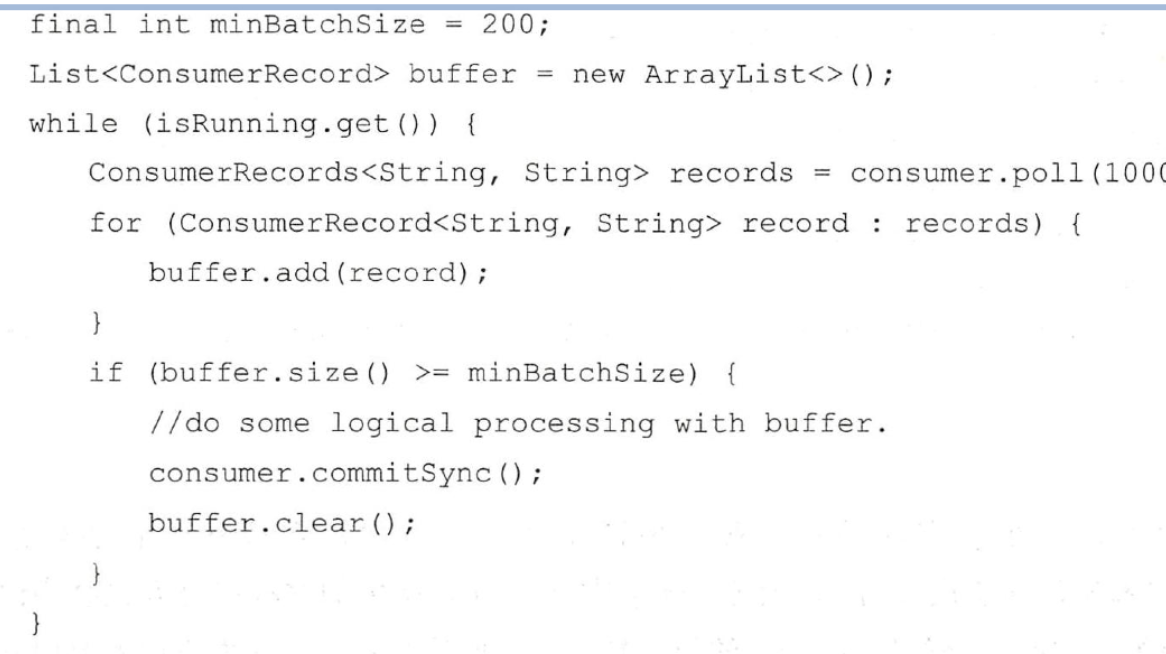 final int minBatchSize = 200;
List<ConsumerRecord> buffer = new ArrayList<>();
while (isRunning.get()) {
ConsumerRecords<String, String> records = consumer.poll(1000
for (ConsumerRecord<String, String> record : records) {
buffer.add(record);
}
if (buffer.size() >= minBatchSize) {
//do some logical processing with buffer.
consumer.commitSync();
buffer.clear();
}
}